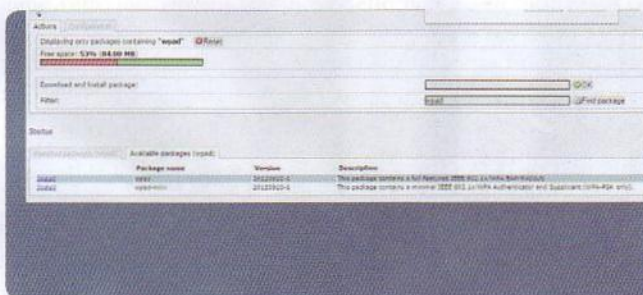 Actions
Displaying only packages containing "wpad" Reset
Free space: 53% (84.00 MB)
Download and install package: OK
Filter: wpad Find package
Status
Available packages (wpad)
Package name Version Description
Install wpad This package contains a full featured IEEE 802.1x/WPA
Install wpad-mini This package contains a minimal IEEE 802.1x/WPA Authenticator and Supplicant (WPA-PSK only).